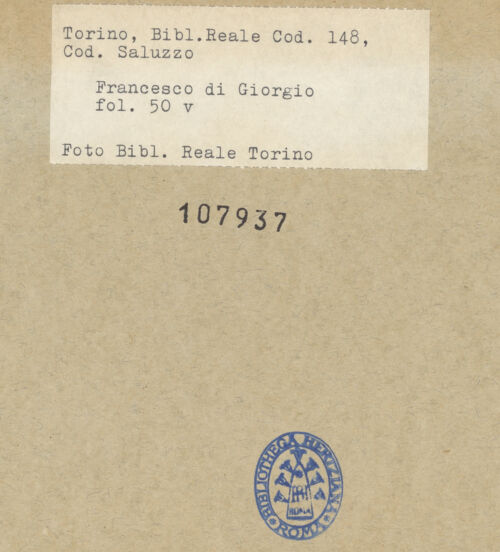 Torino, Bibl.Reale Cod. 148,
Cod. Saluzzo
Francesco di Giorgio
fol. 50 v
Foto Bibl. Reale Torino
107937
BIBLIOTHECA HERTZIANA
ROMA
ROMA